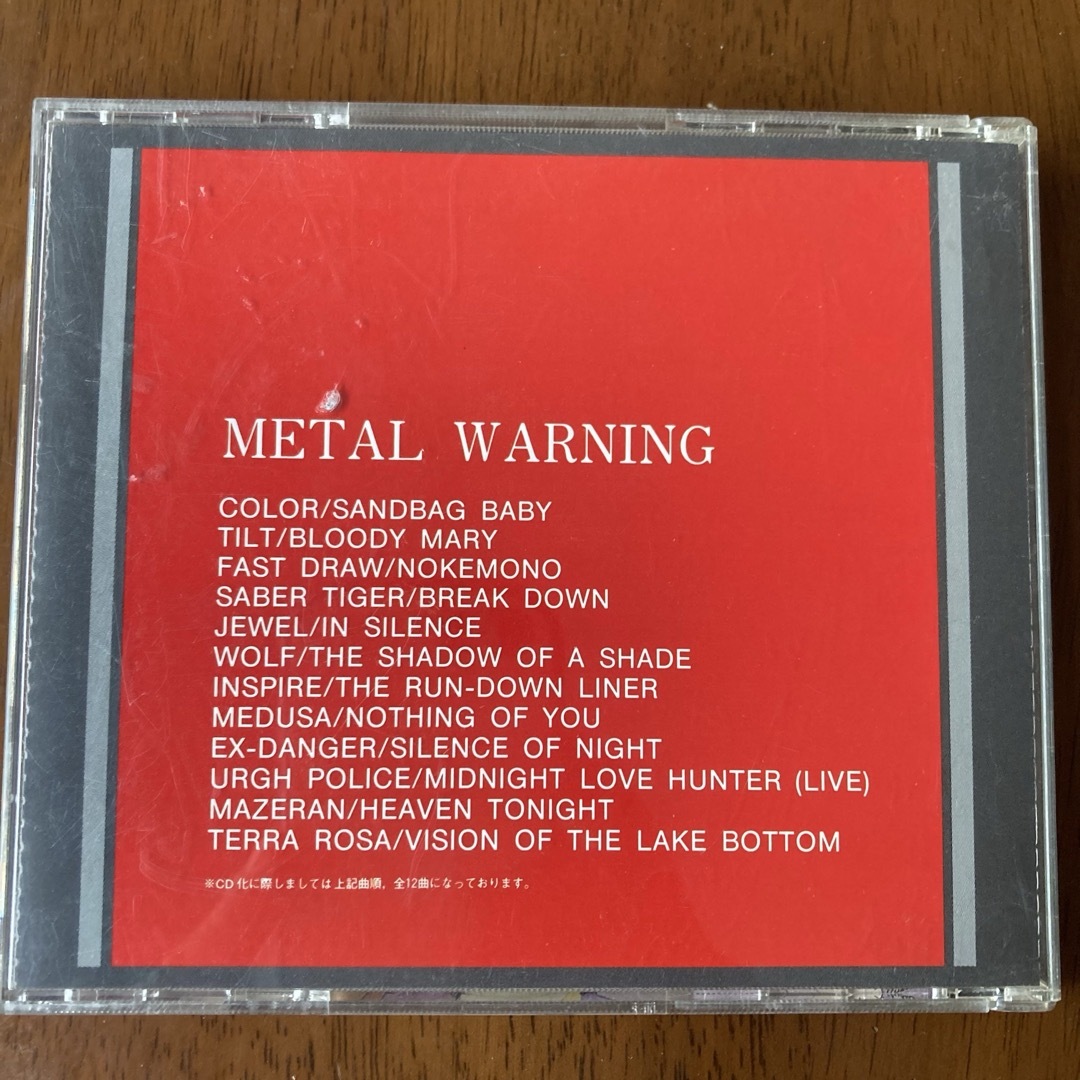 METAL WARNING
COLOR/SANDBAG BABY
TILT/BLOODY MARY
FAST DRAW/NOKEMONO
SABER TIGER/BREAK DOWN
JEWEL/IN SILENCE
WOLF/THE SHADOW OF A SHADE
INSPIRE/THE RUN-DOWN LINER
MEDUSA/NOTHING OF YOU
EX-DANGER/SILENCE OF NIGHT
URGH POLICE/MIDNIGHT LOVE HUNTER (LIVE)
MAZERAN/HEAVEN TONIGHT
TERRA ROSA/VISION OF THE LAKE BOTTOM
※CD化に際しましては上記曲順，全12曲になっております。